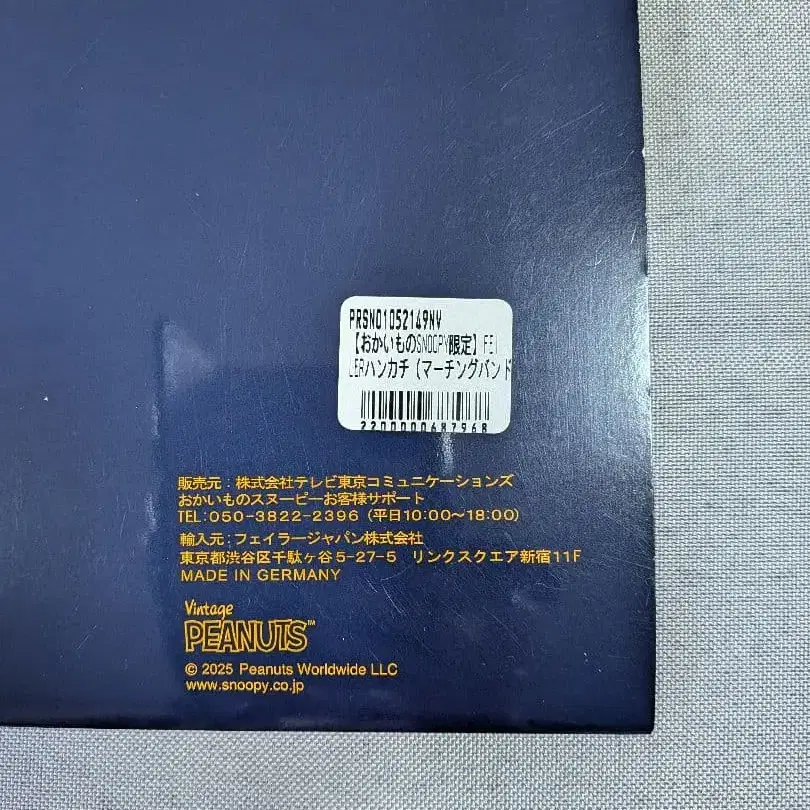 PRSN01052149NV
【おかいものSNOOPY限定】FEI
LERハンカチ（マーチングバンド
2200000687968
販売元：株式会社テレビ東京コミュニケーションズ
おかいものスヌーピーお客様サポート
TEL:050-3822-2396（平日10:00〜18:00）
輸入元：フェイラージャパン株式会社
東京都渋谷区千駄ヶ谷5-27-5 リンクスクエア新宿11F
MADE IN GERMANY
Vintage
PEANUTS™
© 2025 Peanuts Worldwide LLC
www.snoopy.co.jp